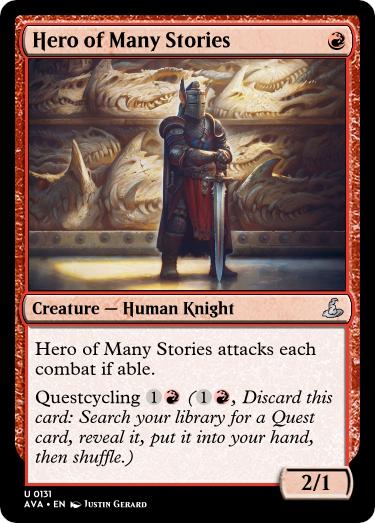 Hero of Many Stories
Creature — Human Knight
Hero of Many Stories attacks each
combat if able.
Questcycling 1 (1, Discard this
card: Search your library for a Quest
card, reveal it, put it into your hand,
then shuffle.)
2/1
U 0131
AVA • EN Justin Gerard